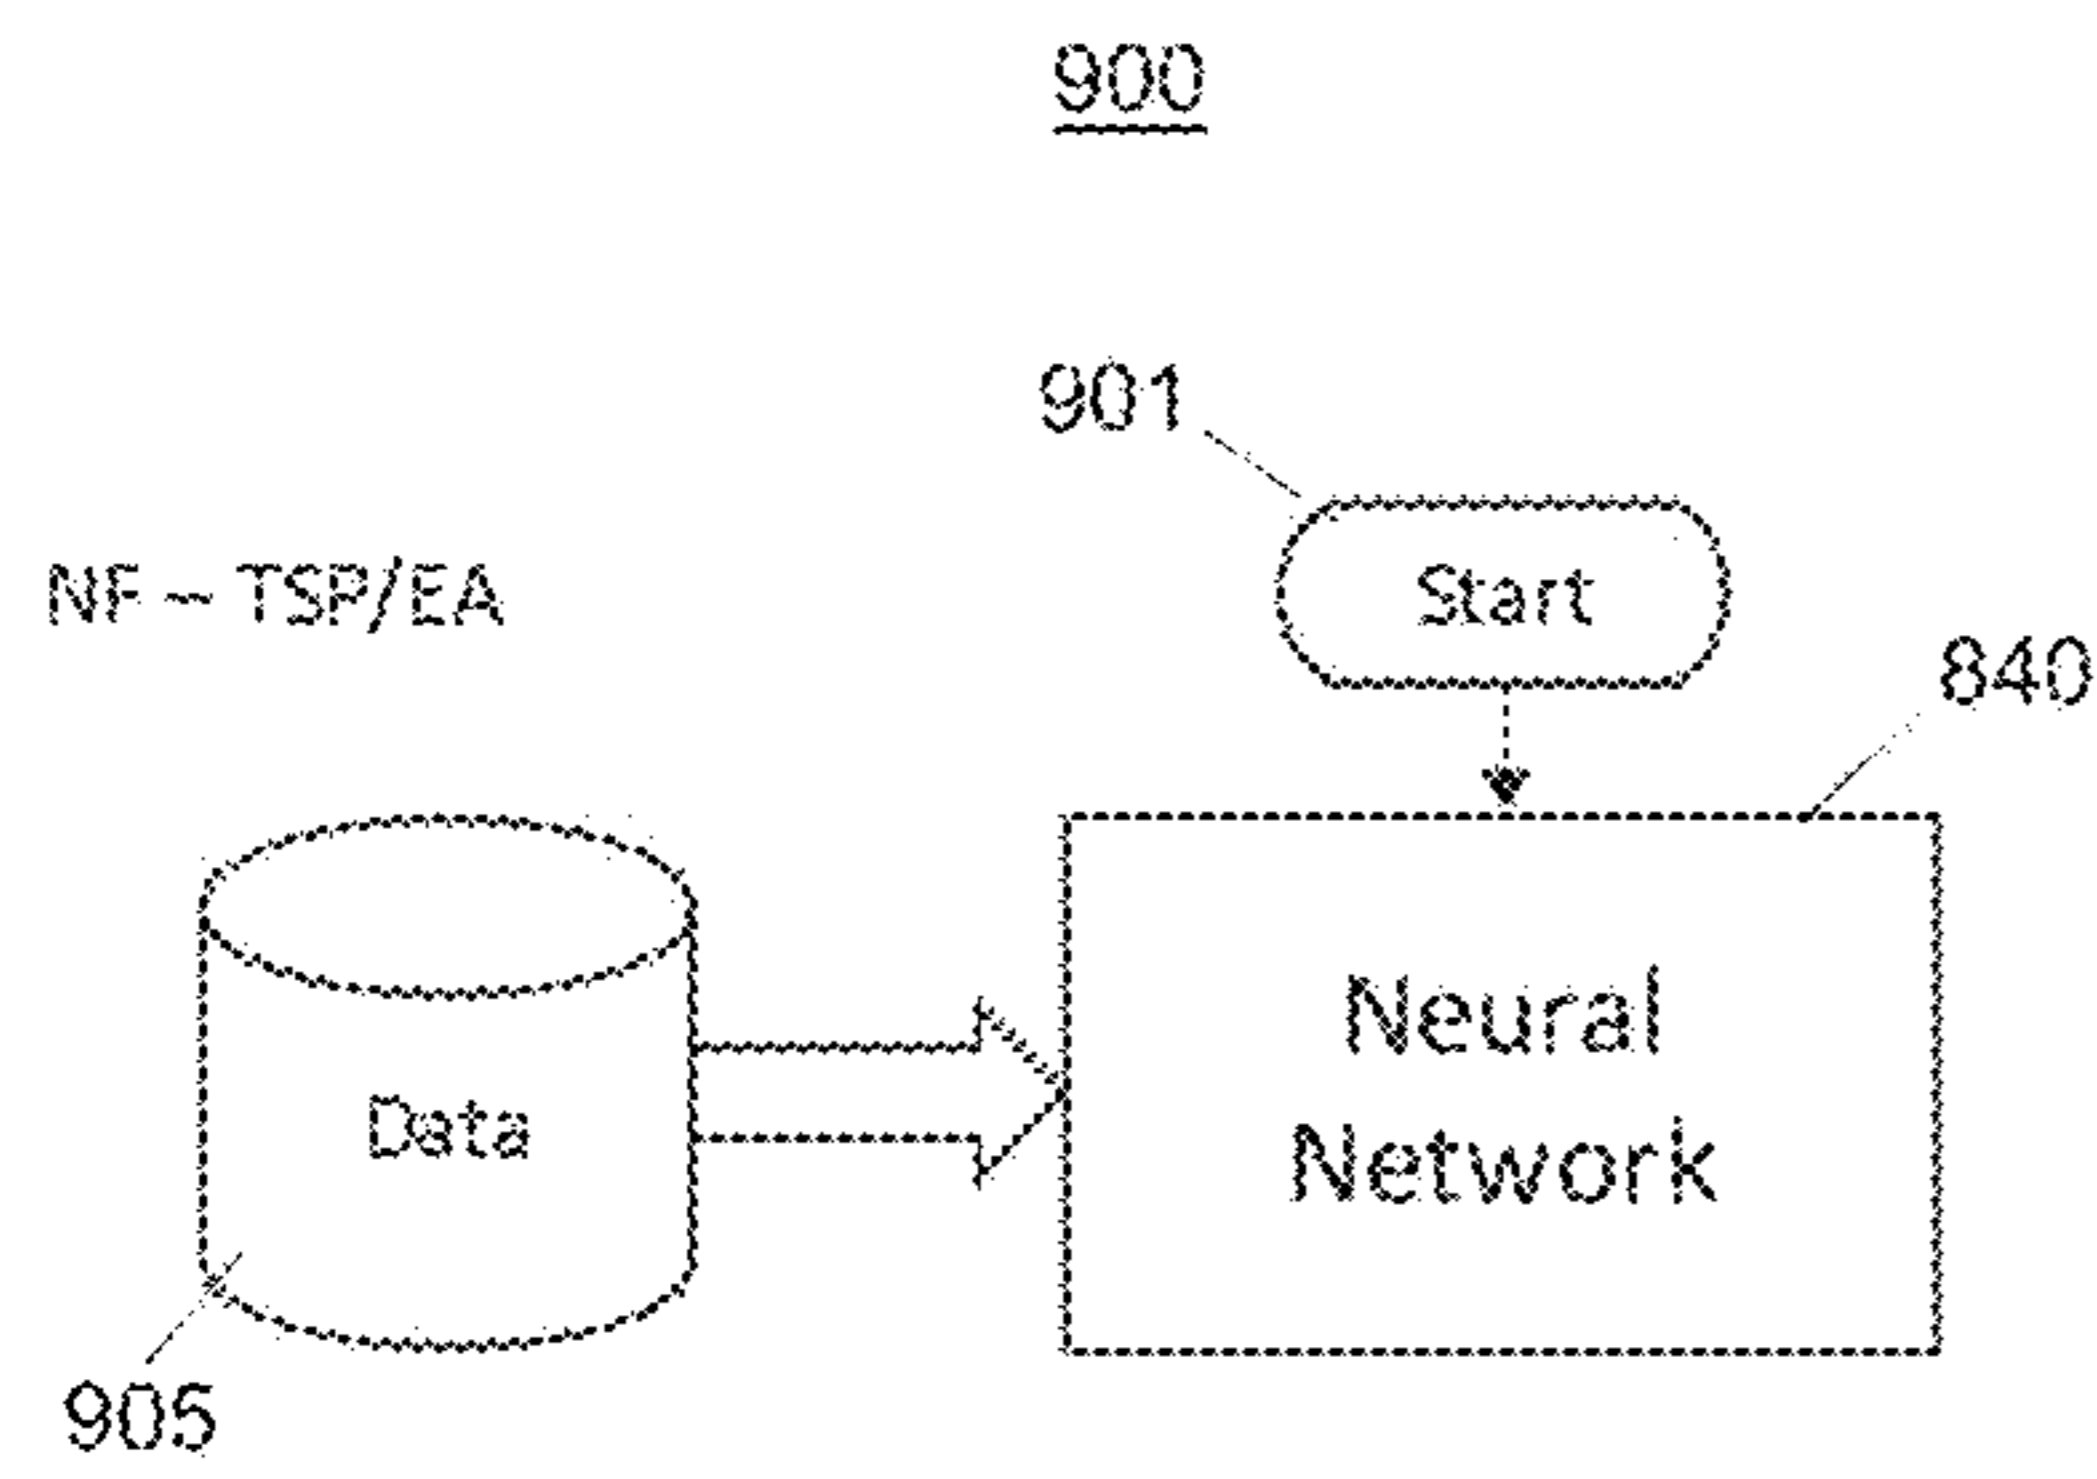 900
901
Start
NF – TSP/EA
840
Data
Neural
Network
905